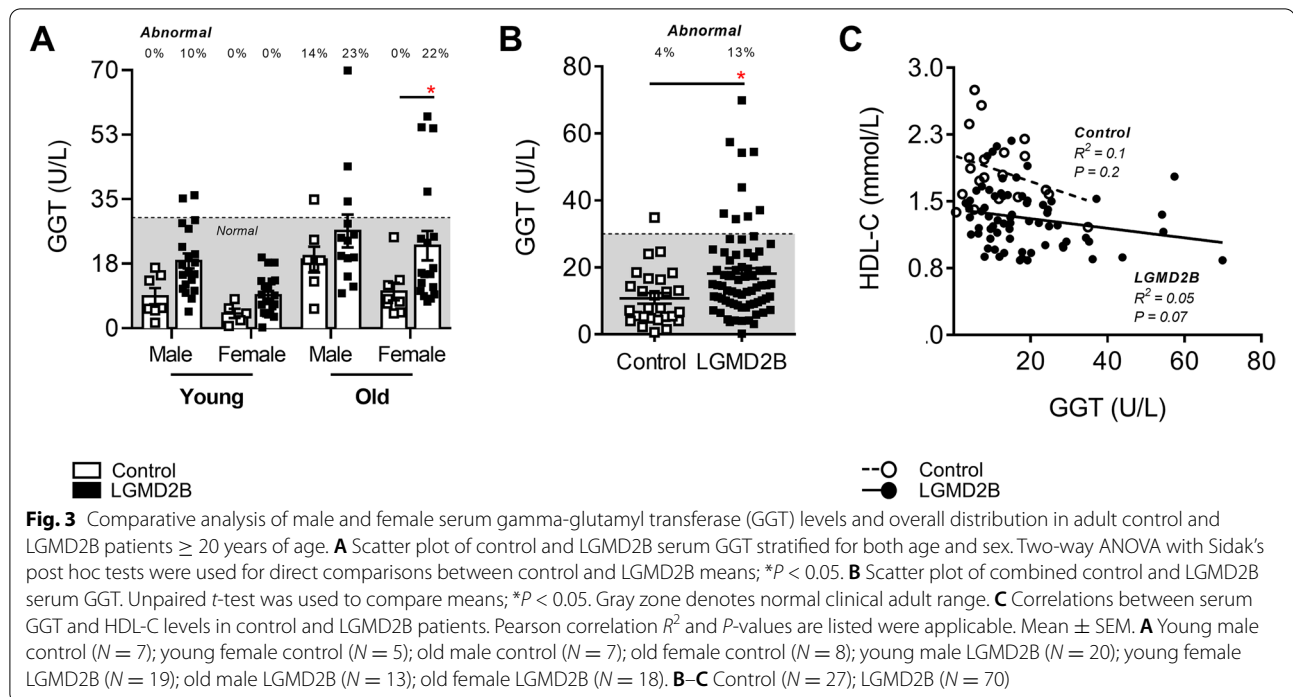 A
Abnormal
0% 10% 0% 0% 14% 23% 0% 22%
70
53
35
18
0
GGT (U/L)
Normal
*
Male Female Male Female
Young Old
B
Abnormal
4% 13%
*
80
60
40
20
0
GGT (U/L)
Control LGMD2B
C
3.0
2.3
1.5
0.8
.0
HDL-C (mmol/L)
Control
R² = 0.1
P = 0.2
LGMD2B
R² = 0.05
P = 0.07
20 40 60 80
GGT (U/L)
Control
LGMD2B
Control
LGMD2B
Fig. 3 Comparative analysis of male and female serum gamma-glutamyl transferase (GGT) levels and overall distribution in adult control and
LGMD2B patients ≥ 20 years of age. A Scatter plot of control and LGMD2B serum GGT stratified for both age and sex. Two-way ANOVA with Sidak's
post hoc tests were used for direct comparisons between control and LGMD2B means; *P < 0.05. B Scatter plot of combined control and LGMD2B
serum GGT. Unpaired t-test was used to compare means; *P < 0.05. Gray zone denotes normal clinical adult range. C Correlations between serum
GGT and HDL-C levels in control and LGMD2B patients. Pearson correlation R² and P-values are listed were applicable. Mean ± SEM. A Young male
control (N = 7); young female control (N = 5); old male control (N = 7); old female control (N = 8); young male LGMD2B (N = 20); young female
LGMD2B (N = 19); old male LGMD2B (N = 13); old female LGMD2B (N = 18). B–C Control (N = 27); LGMD2B (N = 70)